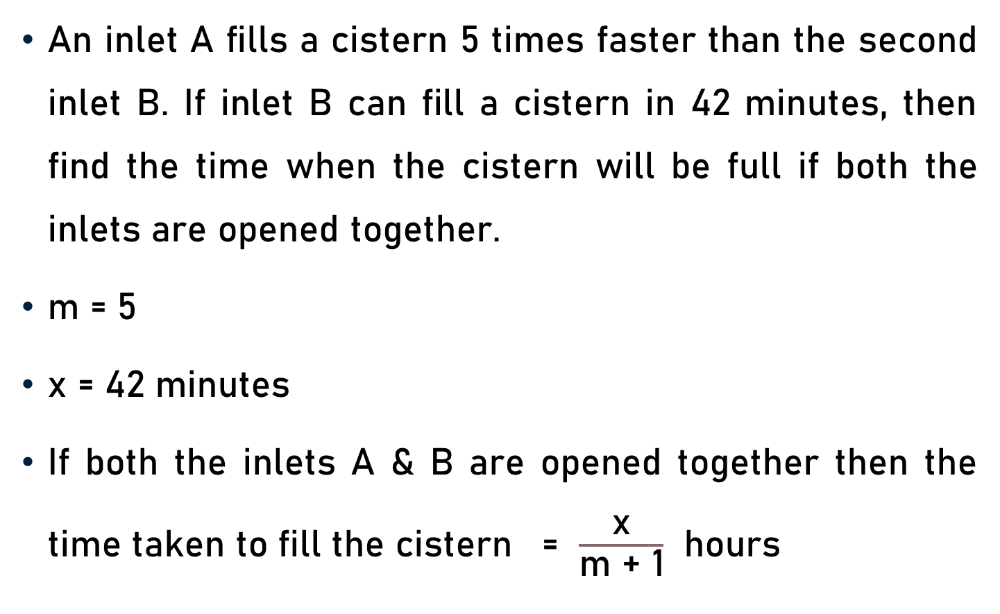 • An inlet A fills a cistern 5 times faster than the second
inlet B. If inlet B can fill a cistern in 42 minutes, then
find the time when the cistern will be full if both the
inlets are opened together.
• m = 5
• x = 42 minutes
• If both the inlets A & B are opened together then the
time taken to fill the cistern = x / m + 1 hours